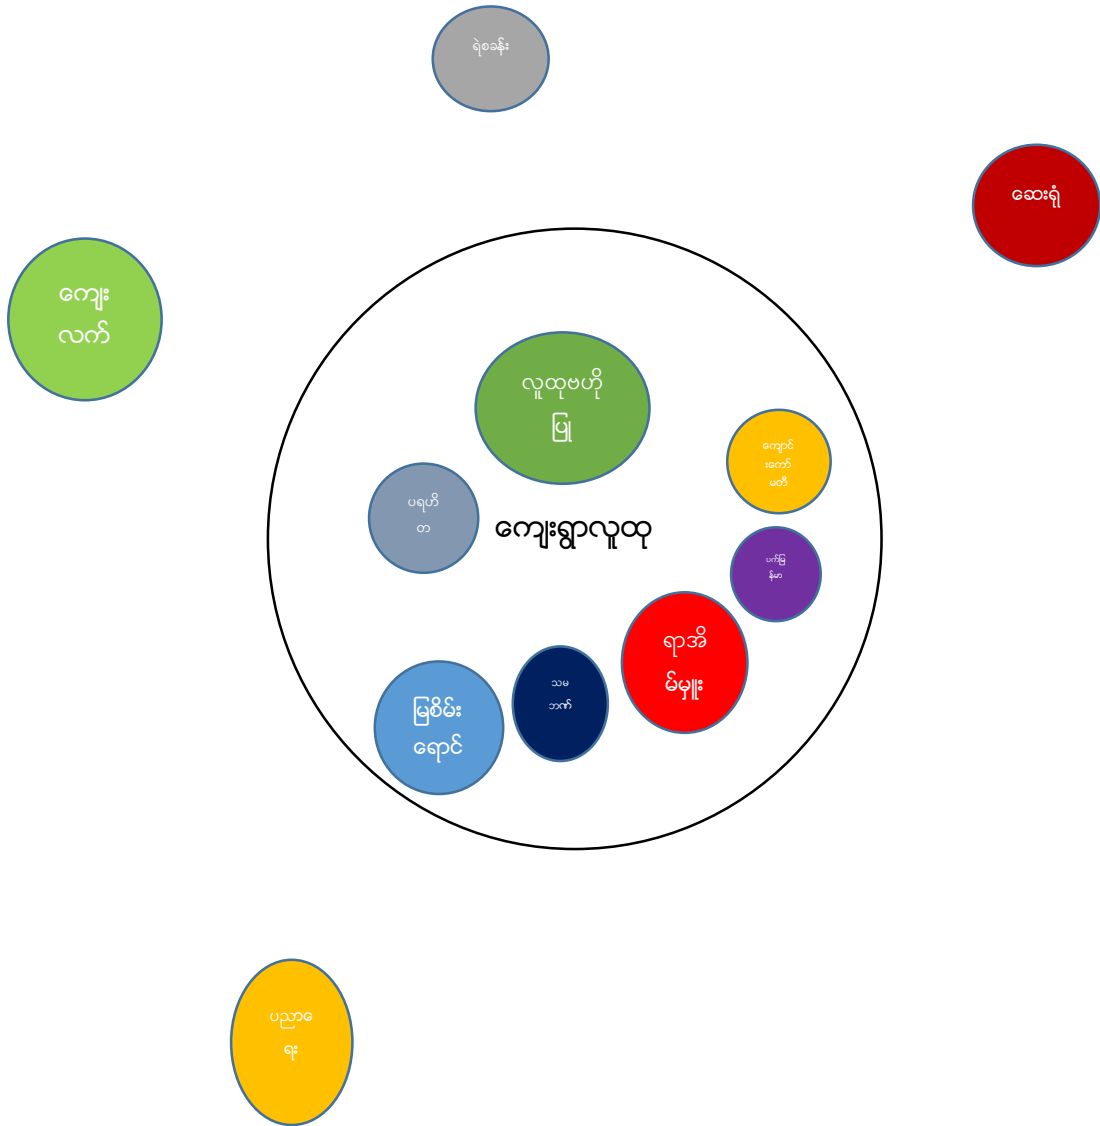 ရဲစခန်း
ဆေးရုံ
ကျေး
လက်
လူထုဗဟို
ပြု
ကျောင်
းကော်
မတီ
ပရဟိ
တ
ကျေးရွာလူထု
ပက်မြ
န်မာ
ရာအိ
မ်မှူး
သမ
ဘဏ်
မြစိမ်း
ရောင်
ပညာေ
ရး